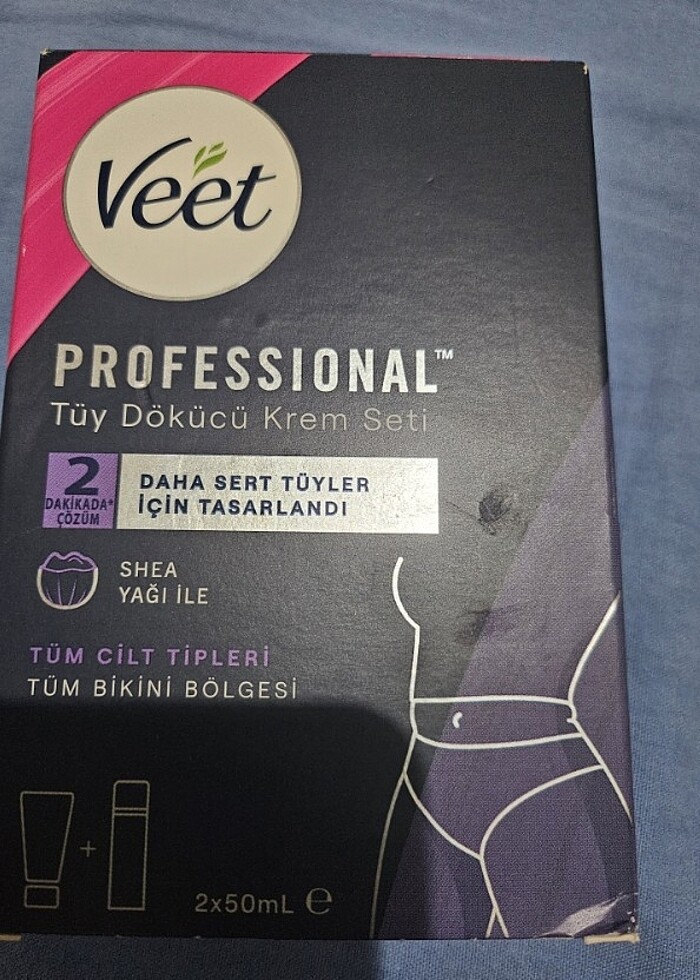 Veet
PROFESSIONAL™
Tüy Dökücü Krem Seti
2
DAKİKADA*
ÇÖZÜM
DAHA SERT TÜYLER
İÇİN TASARLANDI
SHEA
YAĞI İLE
TÜM CİLT TİPLERİ
TÜM BİKİNİ BÖLGESİ
+
2x50mL ℮